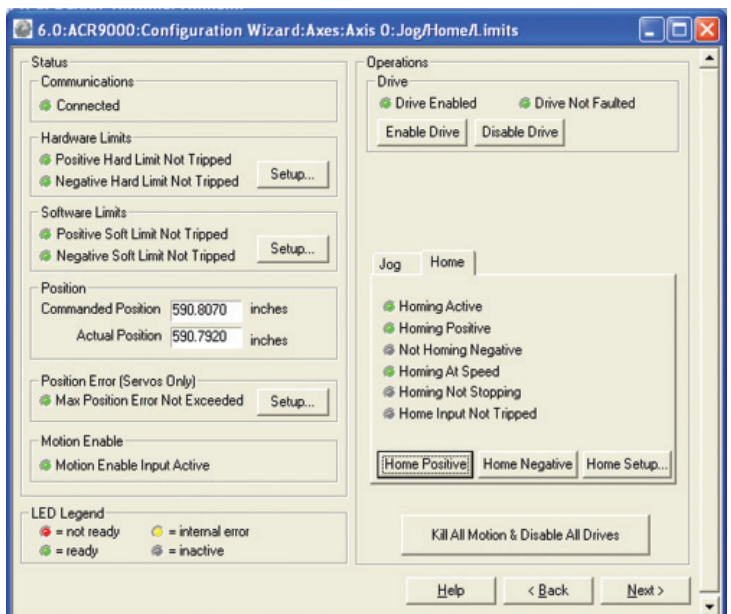 6.0:ACR9000:Configuration Wizard:Axes:Axis 0:Jog/Home/Limits
Status
Communications
Connected
Hardware Limits
Positive Hard Limit Not Tripped
Negative Hard Limit Not Tripped
Setup...
Software Limits
Positive Soft Limit Not Tripped
Negative Soft Limit Not Tripped
Setup...
Position
Commanded Position 590.8070 inches
Actual Position 590.7920 inches
Position Error (Servos Only)
Max Position Error Not Exceeded Setup...
Motion Enable
Motion Enable Input Active
LED Legend
= not ready = internal error
= ready = inactive
Operations
Drive
Drive Enabled Drive Not Faulted
Enable Drive Disable Drive
Jog Home
Homing Active
Homing Positive
Not Homing Negative
Homing At Speed
Homing Not Stopping
Home Input Not Tripped
Home Positive Home Negative Home Setup...
Kill All Motion & Disable All Drives
Help < Back Next >